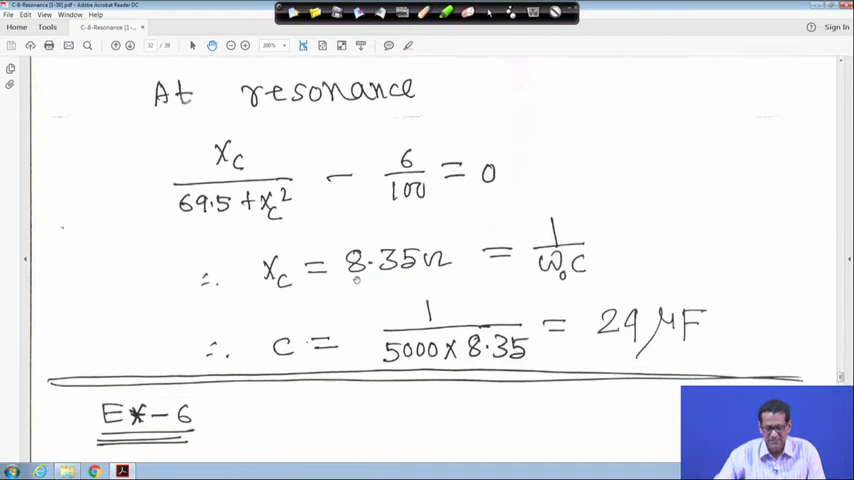 C-B-Resonance [1-39].pdf - Adobe Acrobat Reader DC
File Edit View Window Help
Home Tools C-B-Resonance [1-... × Sign In
32 / 39 200%
At resonance
X_C / (69.5 + X_C^2) - 6/100 = 0
∴ X_C = 8.35 Ω = 1 / (ω_0 C)
∴ C = 1 / (5000 × 8.35) = 24 μF
EX-6